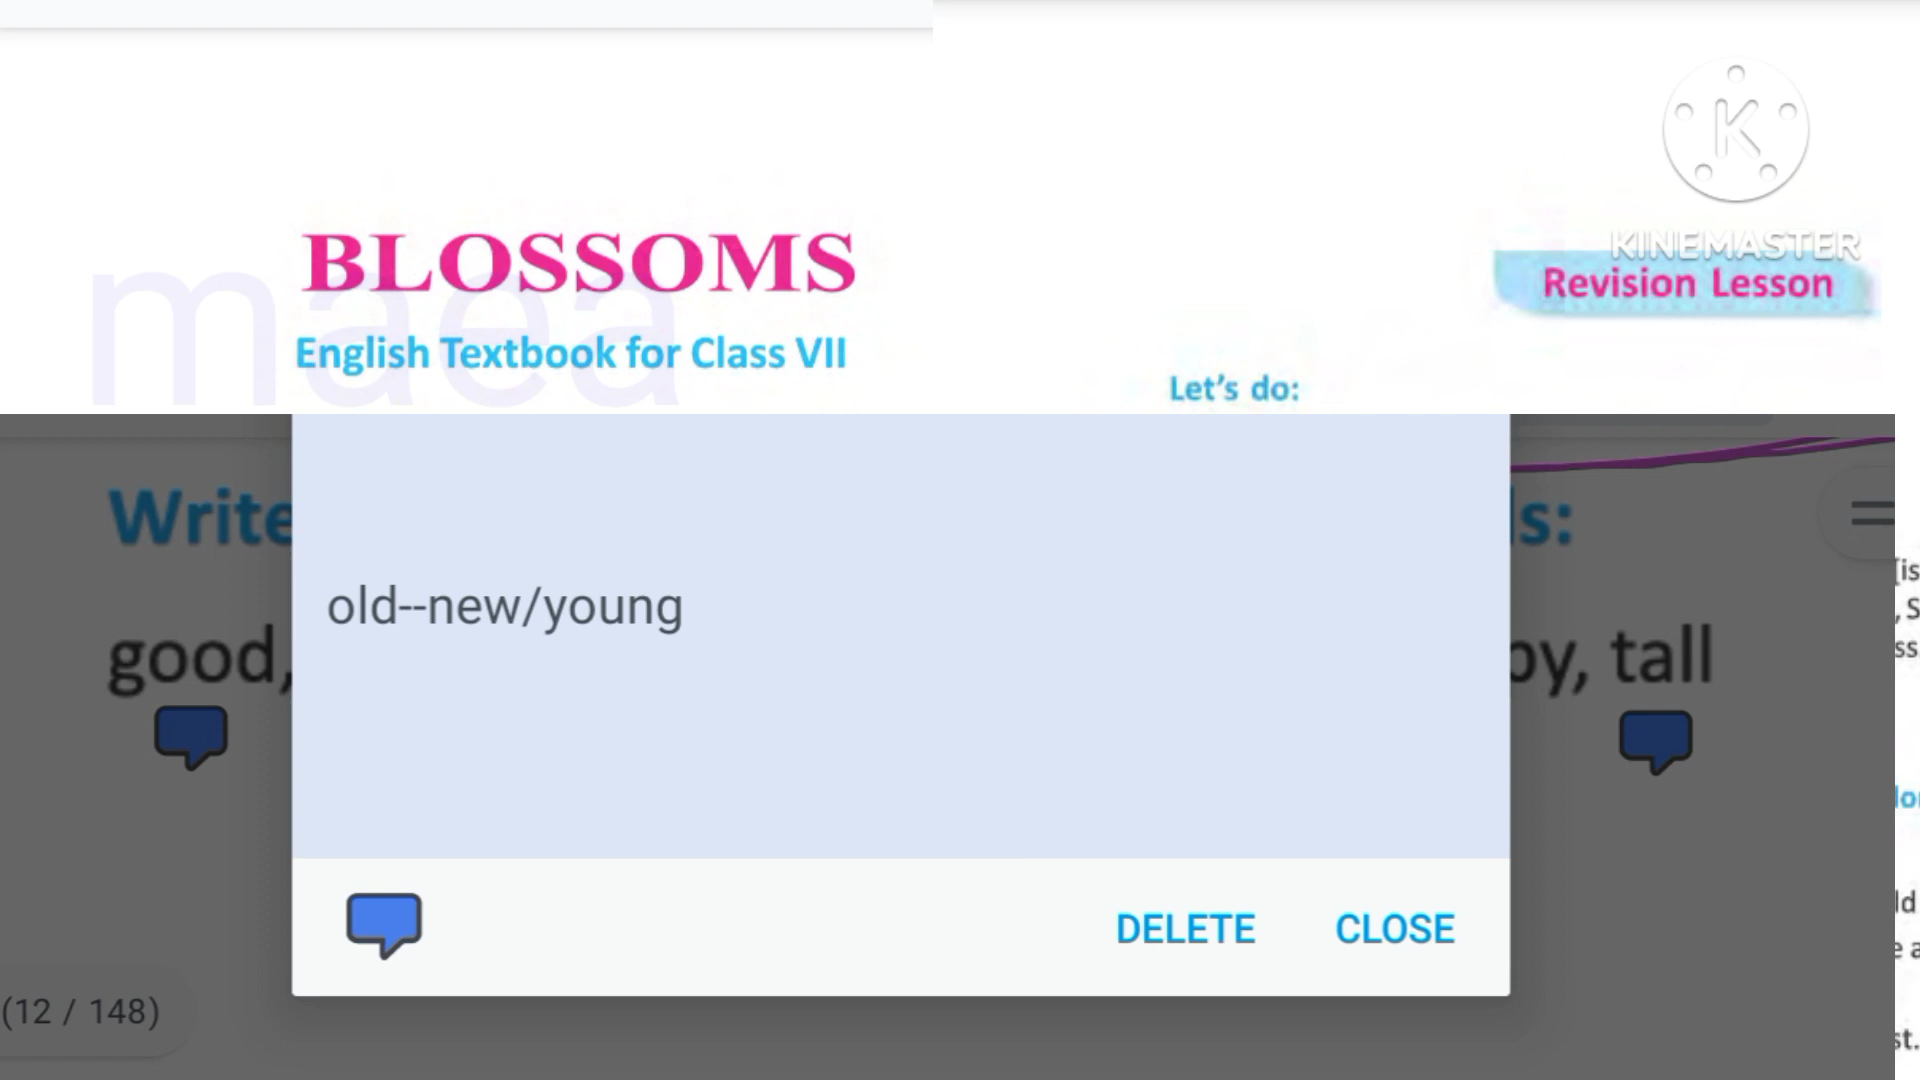 BLOSSOMS
maea
English Textbook for Class VII
KINEMASTER
Revision Lesson
Let's do:
Write
old--new/young
good,
tall
DELETE CLOSE
(12 / 148)